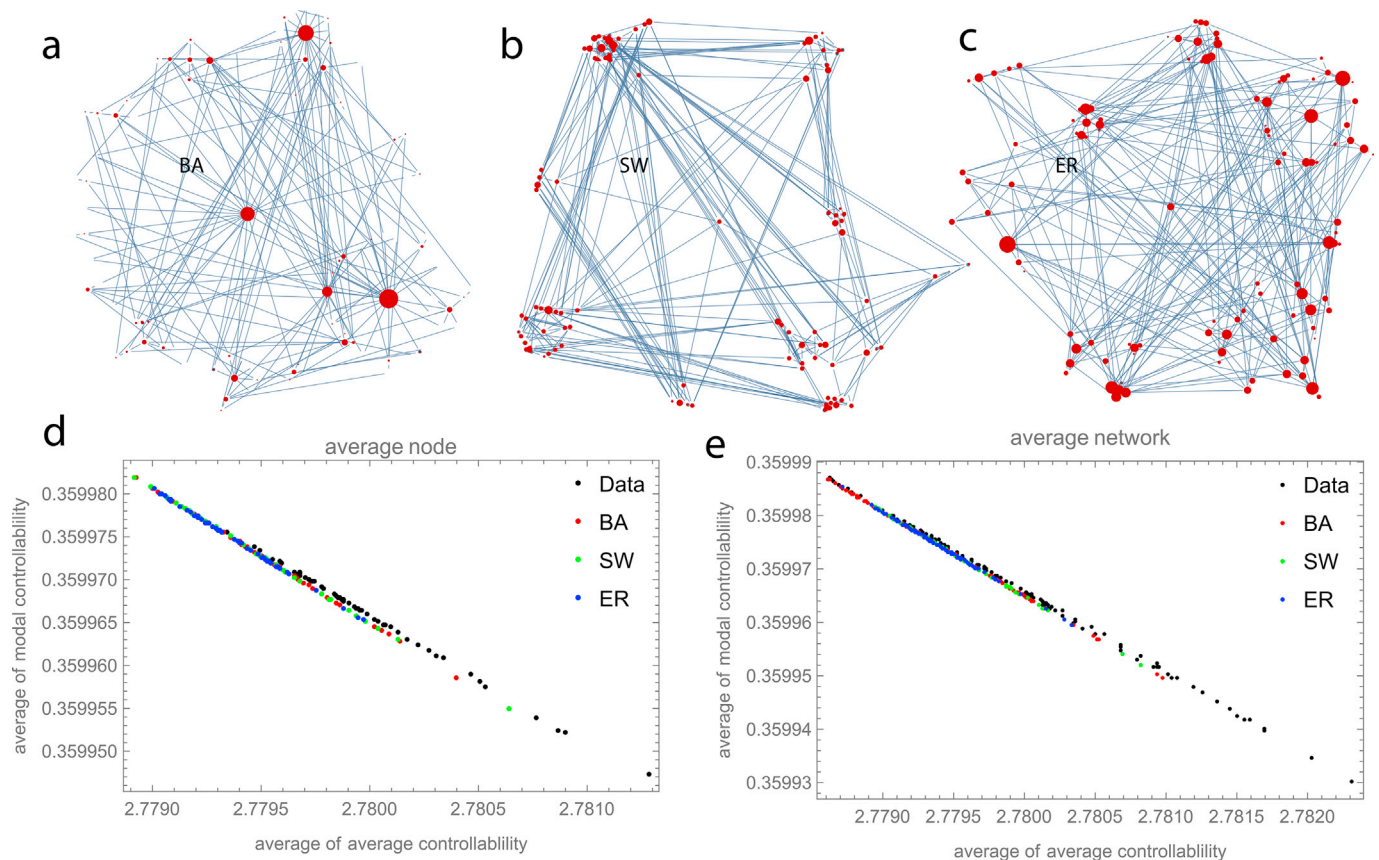 a
b
c
BA
SW
ER
d
average node
0.359980
0.359975
0.359970
0.359965
0.359960
0.359955
0.359950
average of modal controllablility
Data
BA
SW
ER
2.7790
2.7795
2.7800
2.7805
2.7810
average of average controllablility
e
average network
0.35999
0.35998
0.35997
0.35996
0.35995
0.35994
0.35993
average of modal controllablility
Data
BA
SW
ER
2.7790
2.7795
2.7800
2.7805
2.7810
2.7815
2.7820
average of average controllablility